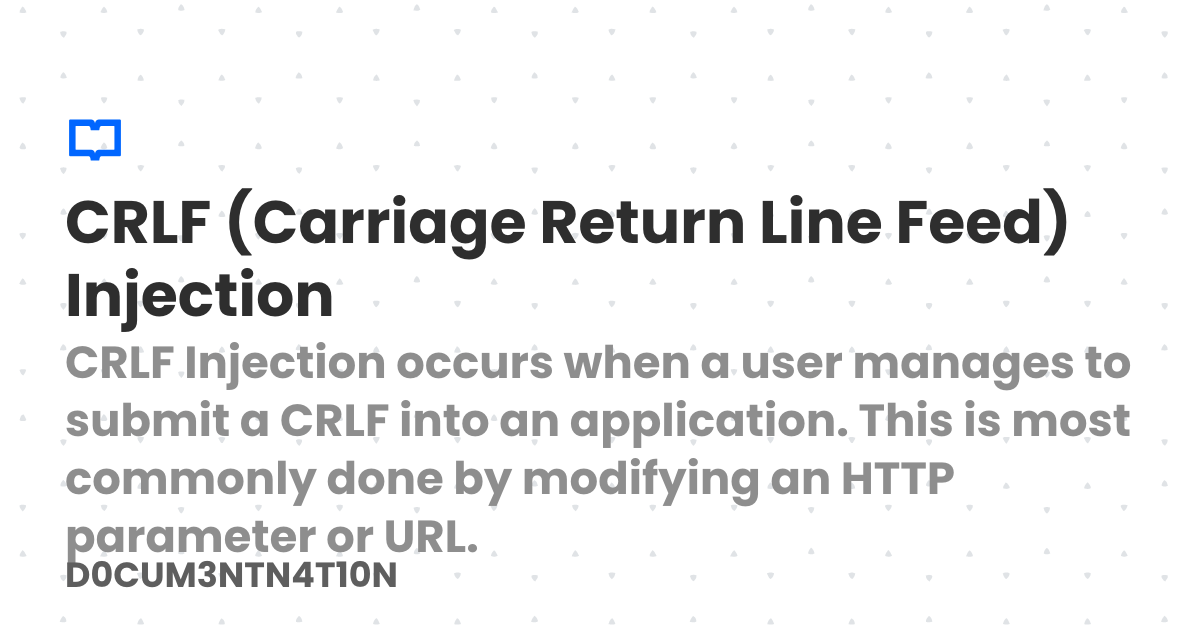 CRLF (Carriage Return Line Feed)
Injection
CRLF Injection occurs when a user manages to
submit a CRLF into an application. This is most
commonly done by modifying an HTTP
parameter or URL.
D0CUM3NTN4T10N